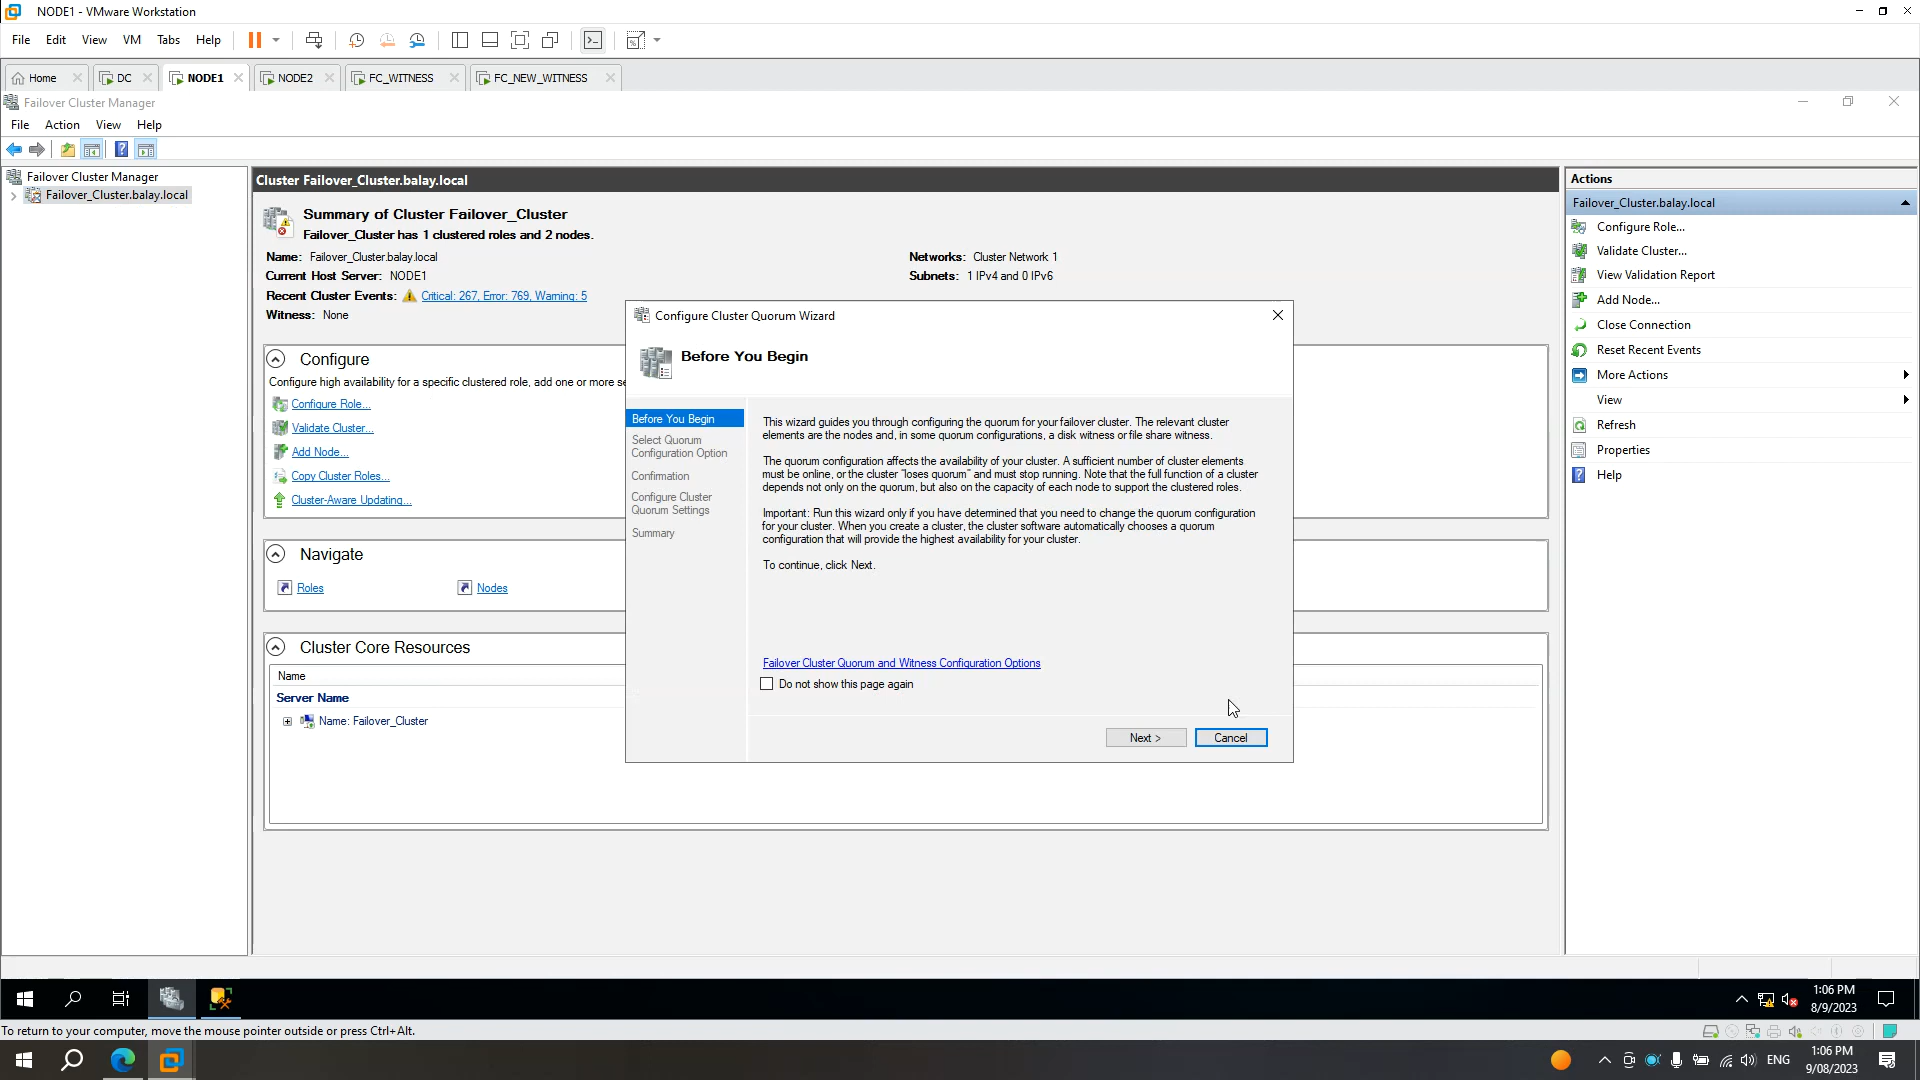 NODE1 - VMware Workstation
File Edit View VM Tabs Help
Home DC NODE1 NODE2 FC_WITNESS FC_NEW_WITNESS
Failover Cluster Manager
File Action View Help
Failover Cluster Manager
Failover_Cluster.balay.local
Cluster Failover_Cluster.balay.local
Summary of Cluster Failover_Cluster
Failover_Cluster has 1 clustered roles and 2 nodes.
Name: Failover_Cluster.balay.local
Networks: Cluster Network 1
Current Host Server: NODE1
Subnets: 1 IPv4 and 0 IPv6
Recent Cluster Events: Critical: 267, Error: 769, Warning: 5
Witness: None
Configure
Configure high availability for a specific clustered role, add one or more se
Configure Role...
Validate Cluster...
Add Node...
Copy Cluster Roles...
Cluster-Aware Updating...
Navigate
Roles Nodes
Cluster Core Resources
Name
Server Name
Name: Failover_Cluster
Configure Cluster Quorum Wizard
Before You Begin
Before You Begin
Select Quorum
Configuration Option
Confirmation
Configure Cluster
Quorum Settings
Summary
This wizard guides you through configuring the quorum for your failover cluster. The relevant cluster
elements are the nodes and, in some quorum configurations, a disk witness or file share witness.
The quorum configuration affects the availability of your cluster. A sufficient number of cluster elements
must be online, or the cluster "loses quorum" and must stop running. Note that the full function of a cluster
depends not only on the quorum, but also on the capacity of each node to support the clustered roles.
Important: Run this wizard only if you have determined that you need to change the quorum configuration
for your cluster. When you create a cluster, the cluster software automatically chooses a quorum
configuration that will provide the highest availability for your cluster.
To continue, click Next.
Failover Cluster Quorum and Witness Configuration Options
Do not show this page again
Next > Cancel
Actions
Failover_Cluster.balay.local
Configure Role...
Validate Cluster...
View Validation Report
Add Node...
Close Connection
Reset Recent Events
More Actions
View
Refresh
Properties
Help
1:06 PM
8/9/2023
To return to your computer, move the mouse pointer outside or press Ctrl+Alt.
ENG
1:06 PM
9/08/2023